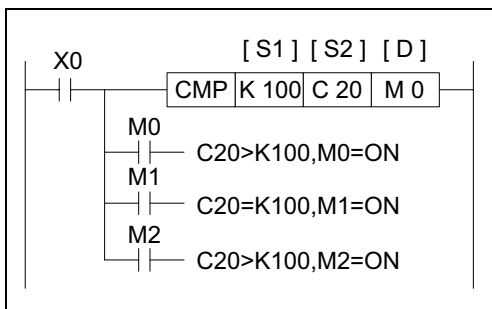 [ S1 ] [ S2 ] [ D ]
X0
CMP K 100 C 20 M 0
M0
C20>K100,M0=ON
M1
C20=K100,M1=ON
M2
C20>K100,M2=ON